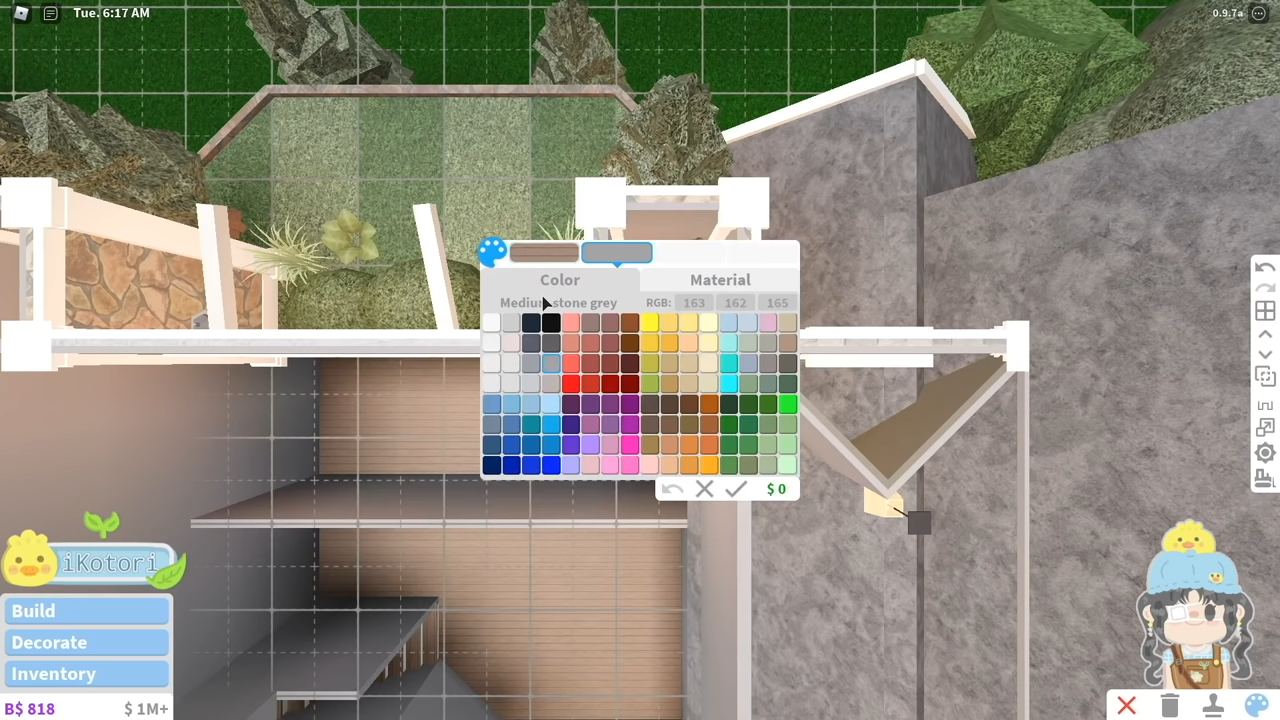 Tue. 6:17 AM
0.9.7a
Color
Material
Medium stone grey
RGB: 163 162 165
$ 0
iKotori
Build
Decorate
Inventory
B$ 818
$ 1M+